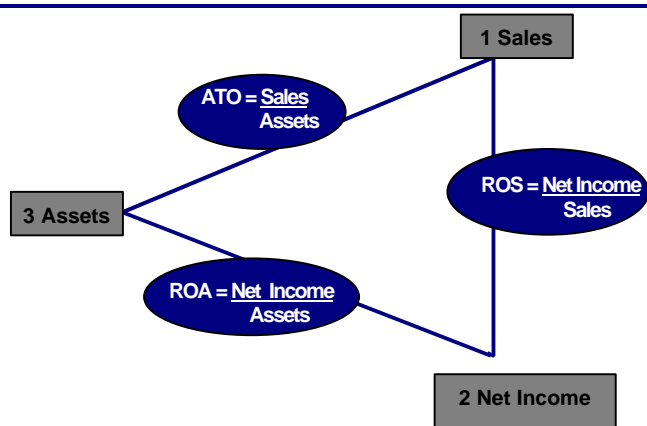 1 Sales
ATO = Sales
Assets
ROS = Net Income
Sales
3 Assets
ROA = Net Income
Assets
2 Net Income